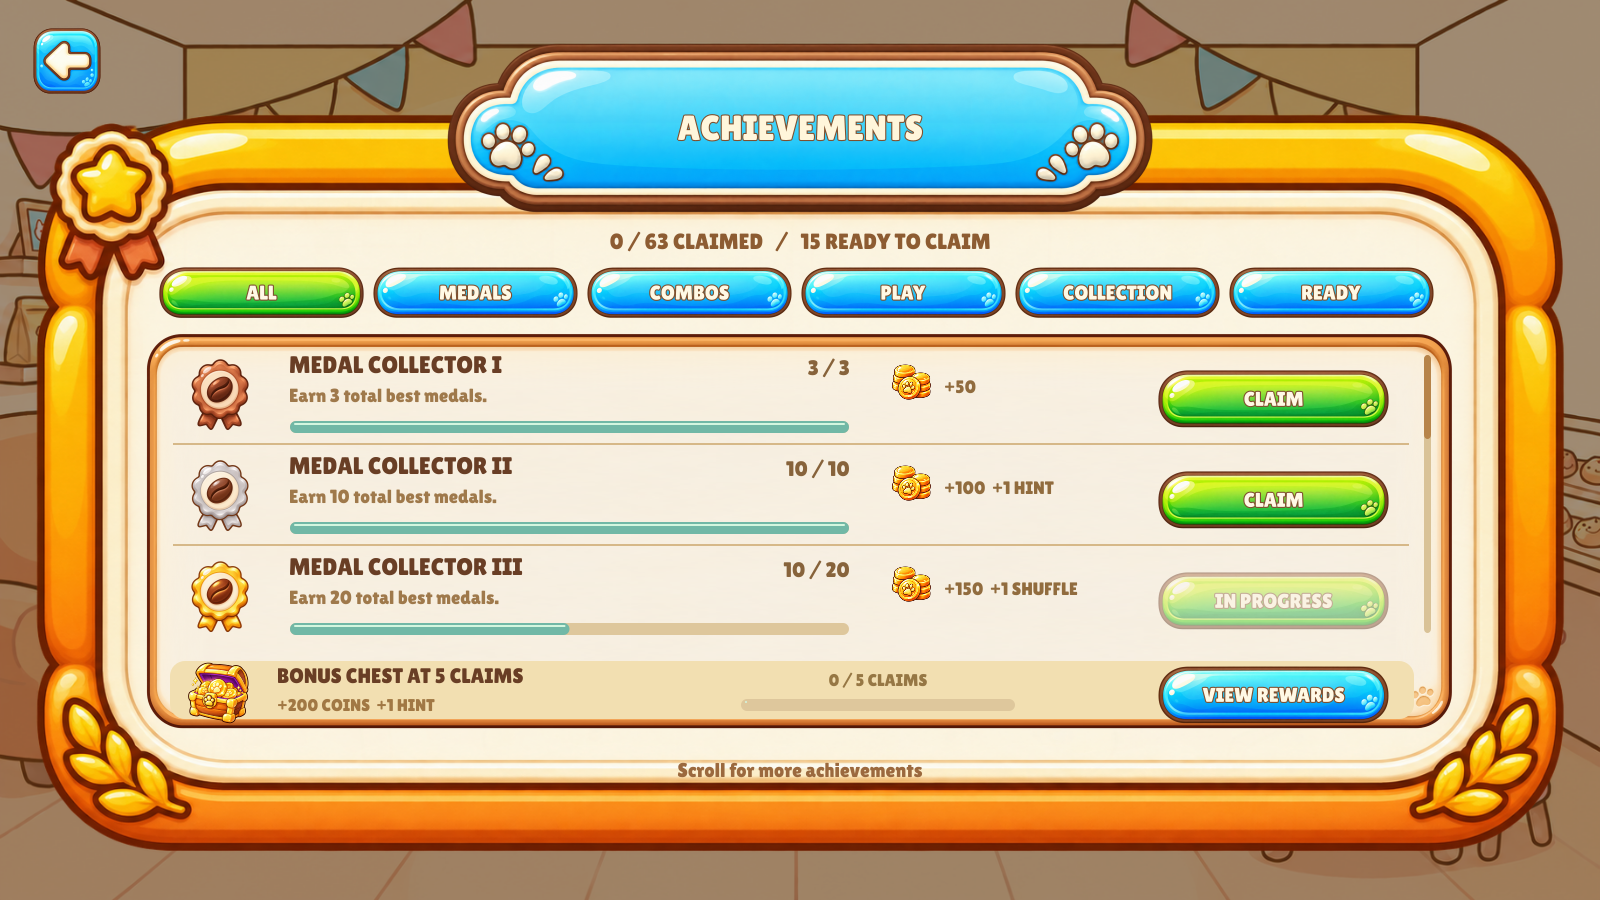 ACHIEVEMENTS
0 / 63 CLAIMED / 15 READY TO CLAIM
ALL
MEDALS
COMBOS
PLAY
COLLECTION
READY
MEDAL COLLECTOR I
3 / 3
+50
CLAIM
Earn 3 total best medals.
MEDAL COLLECTOR II
10 / 10
+100 +1 HINT
CLAIM
Earn 10 total best medals.
MEDAL COLLECTOR III
10 / 20
+150 +1 SHUFFLE
IN PROGRESS
Earn 20 total best medals.
BONUS CHEST AT 5 CLAIMS
0 / 5 CLAIMS
VIEW REWARDS
+200 COINS +1 HINT
Scroll for more achievements